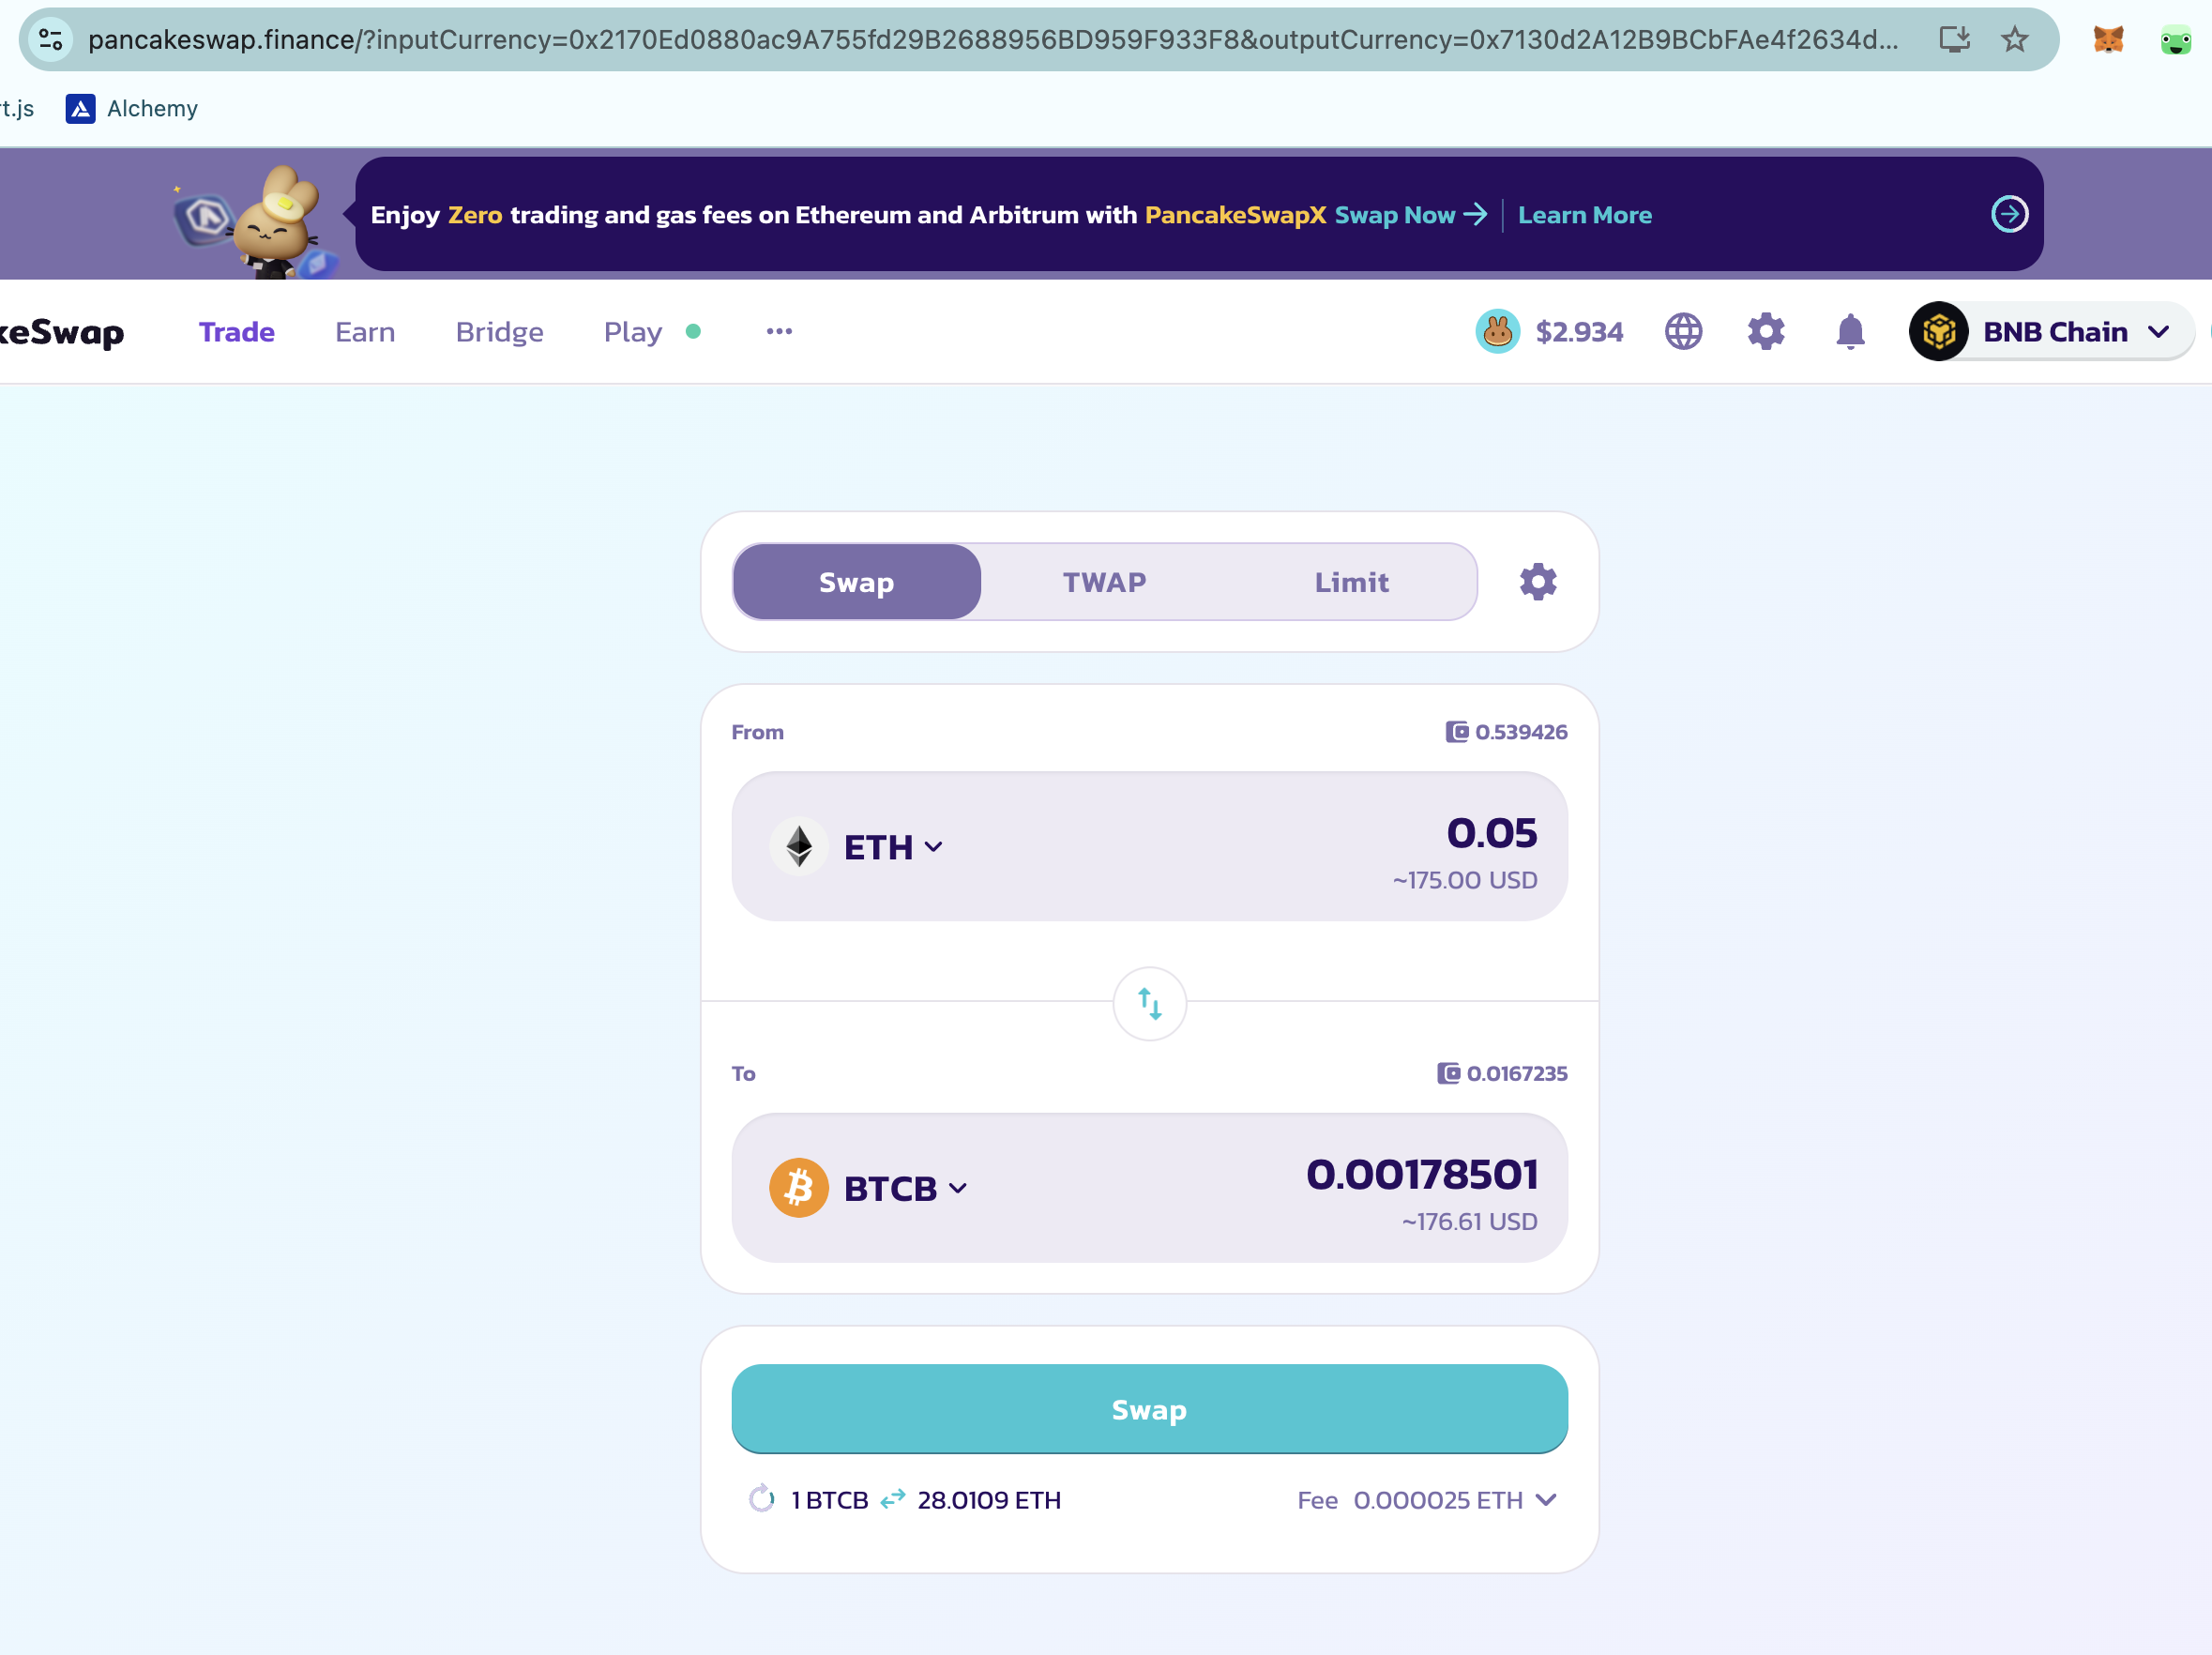 pancakeswap.finance/?inputCurrency=0x2170Ed0880ac9A755fd29B2688956BD959F933F8&outputCurrency=0x7130d2A12B9BCbFAe4f2634d...
t.js Alchemy
Enjoy Zero trading and gas fees on Ethereum and Arbitrum with PancakeSwapX Swap Now → | Learn More
keSwap Trade Earn Bridge Play ••• $2.934 BNB Chain
Swap TWAP Limit
From 0.539426
ETH 0.05
~175.00 USD
To 0.0167235
BTCB 0.00178501
~176.61 USD
Swap
1 BTCB ⇄ 28.0109 ETH Fee 0.000025 ETH